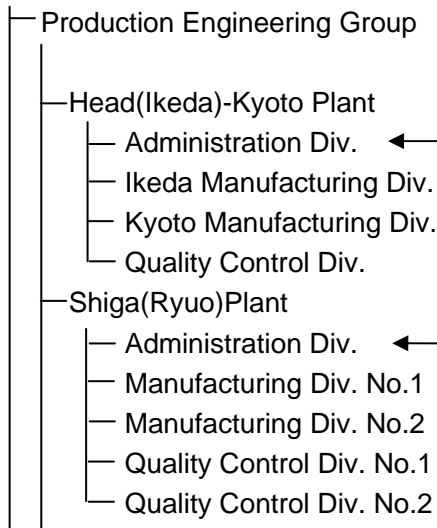 Production Engineering Group
Head(Ikeda)-Kyoto Plant
Administration Div.
Ikeda Manufacturing Div.
Kyoto Manufacturing Div.
Quality Control Div.
Shiga(Ryuo)Plant
Administration Div.
Manufacturing Div. No.1
Manufacturing Div. No.2
Quality Control Div. No.1
Quality Control Div. No.2